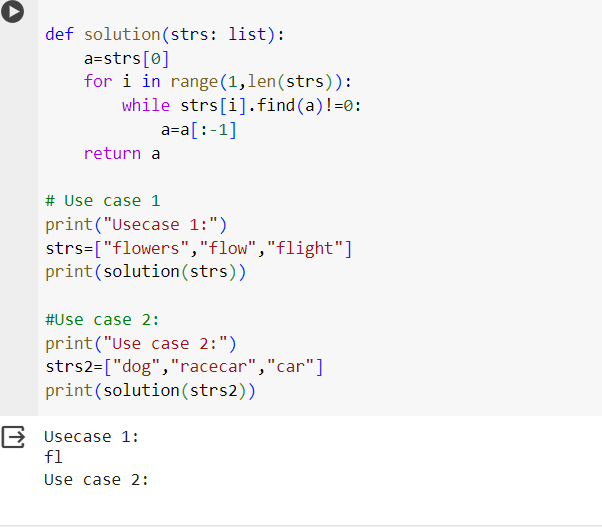 def solution(strs: list):
    a=strs[0]
    for i in range(1,len(strs)):
        while strs[i].find(a)!=0:
            a=a[:-1]
    return a
# Use case 1
print("Usecase 1:")
strs=["flowers","flow","flight"]
print(solution(strs))
#Use case 2:
print("Use case 2:")
strs2=["dog","racecar","car"]
print(solution(strs2))
Usecase 1:
fl
Use case 2: